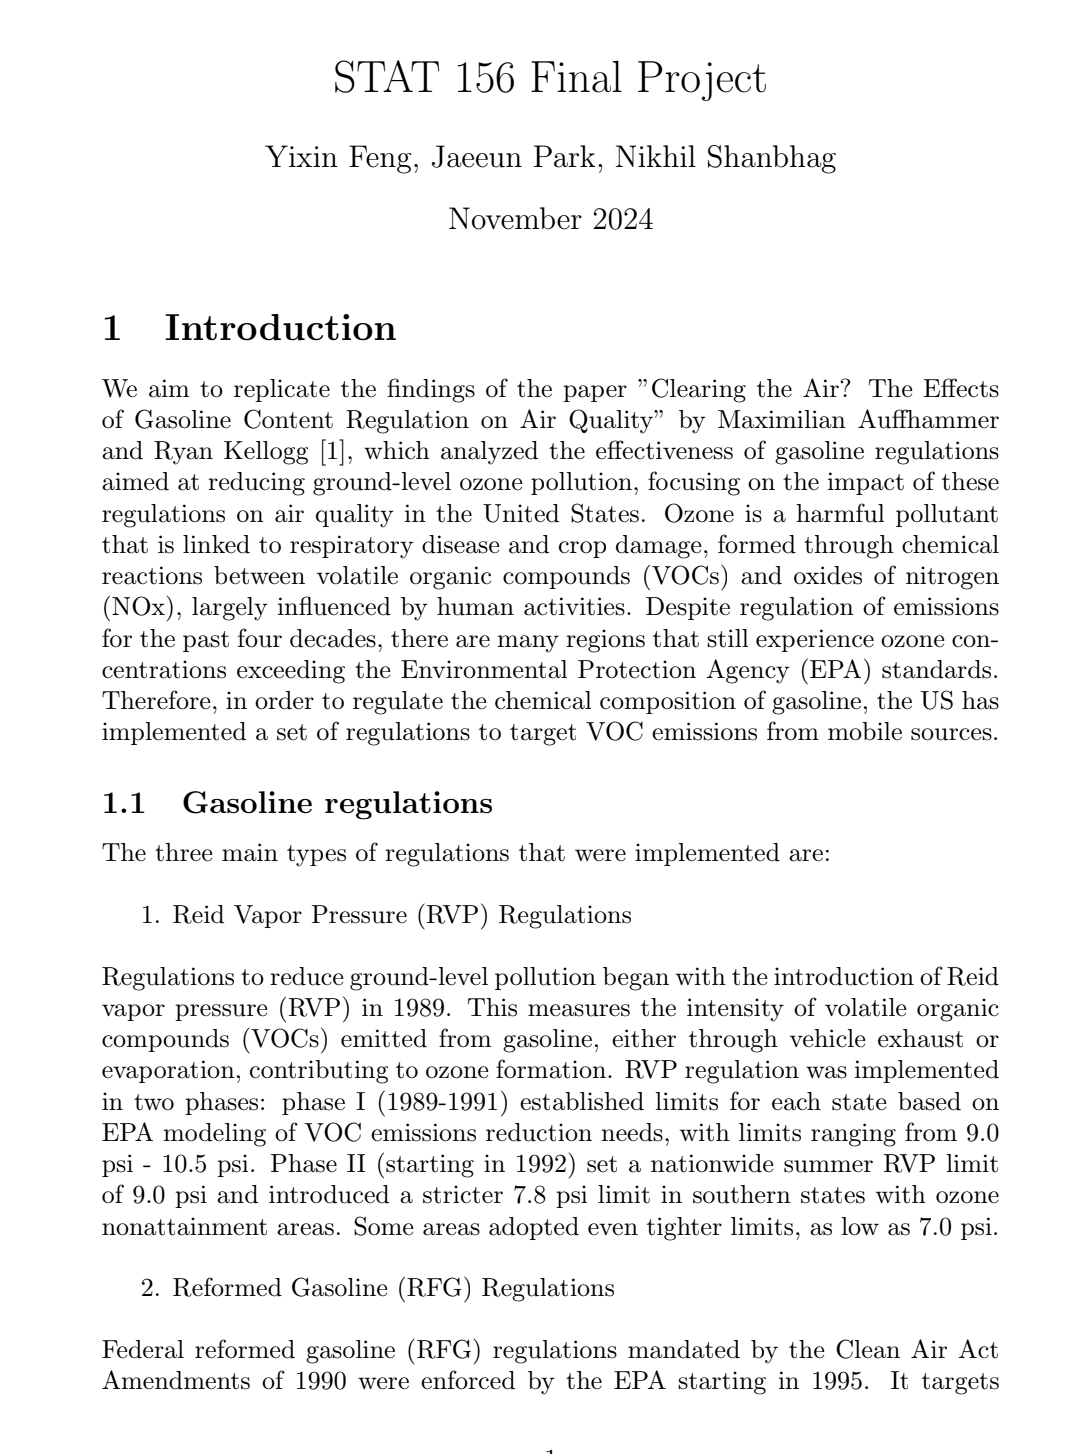 STAT 156 Final Project
Yixin Feng, Jaeeun Park, Nikhil Shanbhag
November 2024
1 Introduction
We aim to replicate the findings of the paper ”Clearing the Air? The Effects
of Gasoline Content Regulation on Air Quality” by Maximilian Auffhammer
and Ryan Kellogg [1], which analyzed the effectiveness of gasoline regulations
aimed at reducing ground-level ozone pollution, focusing on the impact of these
regulations on air quality in the United States. Ozone is a harmful pollutant
that is linked to respiratory disease and crop damage, formed through chemical
reactions between volatile organic compounds (VOCs) and oxides of nitrogen
(NOx), largely influenced by human activities. Despite regulation of emissions
for the past four decades, there are many regions that still experience ozone con-
centrations exceeding the Environmental Protection Agency (EPA) standards.
Therefore, in order to regulate the chemical composition of gasoline, the US has
implemented a set of regulations to target VOC emissions from mobile sources.
1.1 Gasoline regulations
The three main types of regulations that were implemented are:
1. Reid Vapor Pressure (RVP) Regulations
Regulations to reduce ground-level pollution began with the introduction of Reid
vapor pressure (RVP) in 1989. This measures the intensity of volatile organic
compounds (VOCs) emitted from gasoline, either through vehicle exhaust or
evaporation, contributing to ozone formation. RVP regulation was implemented
in two phases: phase I (1989-1991) established limits for each state based on
EPA modeling of VOC emissions reduction needs, with limits ranging from 9.0
psi - 10.5 psi. Phase II (starting in 1992) set a nationwide summer RVP limit
of 9.0 psi and introduced a stricter 7.8 psi limit in southern states with ozone
nonattainment areas. Some areas adopted even tighter limits, as low as 7.0 psi.
2. Reformed Gasoline (RFG) Regulations
Federal reformed gasoline (RFG) regulations mandated by the Clean Air Act
Amendments of 1990 were enforced by the EPA starting in 1995. It targets